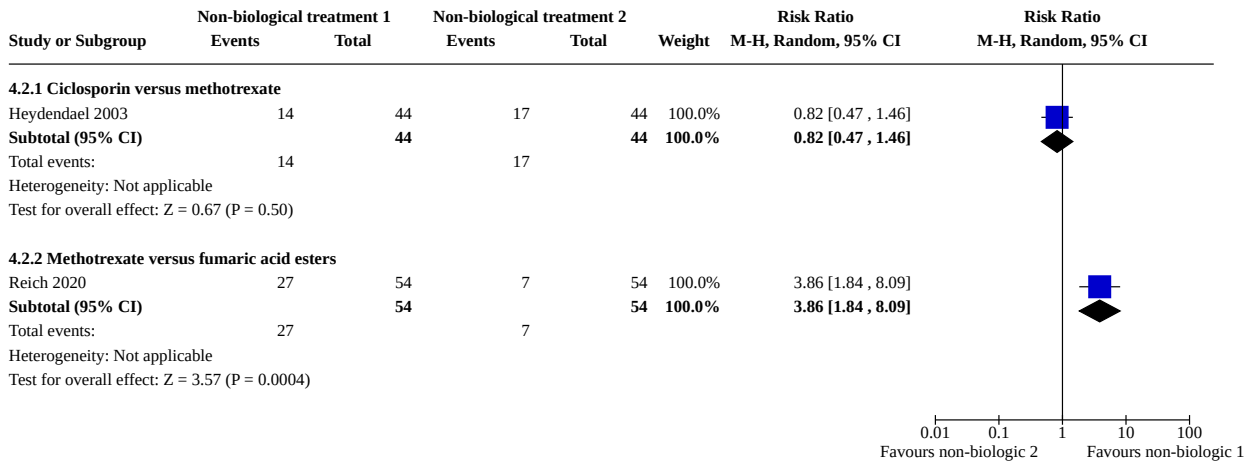 Non-biological treatment 1 Non-biological treatment 2 Risk Ratio Risk Ratio
Study or Subgroup Events Total Events Total Weight M-H, Random, 95% CI M-H, Random, 95% CI
4.2.1 Ciclosporin versus methotrexate
Heydendael 2003 14 44 17 44 100.0% 0.82 [0.47 , 1.46]
Subtotal (95% CI) 44 44 100.0% 0.82 [0.47 , 1.46]
Total events: 14 17
Heterogeneity: Not applicable
Test for overall effect: Z = 0.67 (P = 0.50)
4.2.2 Methotrexate versus fumaric acid esters
Reich 2020 27 54 7 54 100.0% 3.86 [1.84 , 8.09]
Subtotal (95% CI) 54 54 100.0% 3.86 [1.84 , 8.09]
Total events: 27 7
Heterogeneity: Not applicable
Test for overall effect: Z = 3.57 (P = 0.0004)
0.01 0.1 1 10 100
Favours non-biologic 2 Favours non-biologic 1